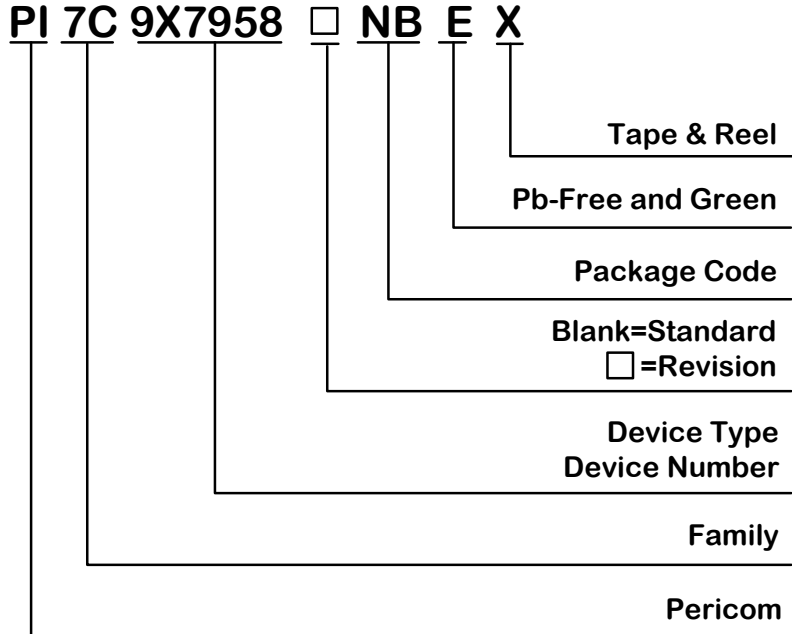 PI 7C 9X7958 □ NB E X
Tape & Reel
Pb-Free and Green
Package Code
Blank=Standard
□=Revision
Device Type
Device Number
Family
Pericom